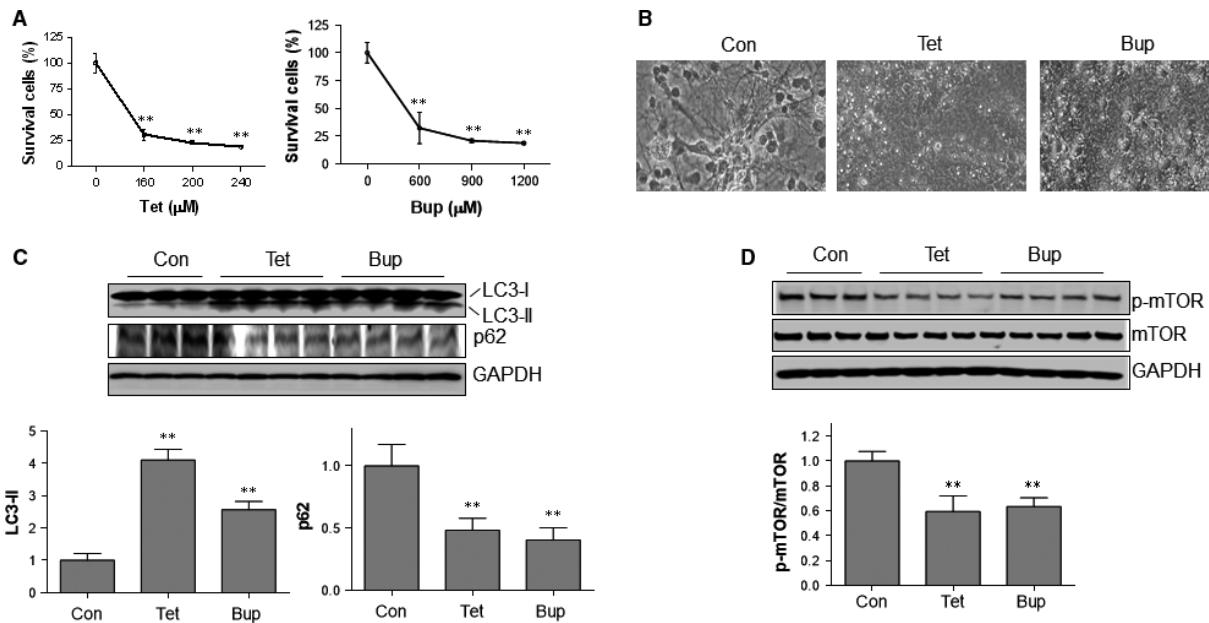 A
Survival cells (%)
125
100
75
50
25
0
**
**
**
0
160
200
240
Tet (μM)
Survival cells (%)
125
100
75
50
25
0
**
**
**
0
600
900
1200
Bup (μM)
B
Con
Tet
Bup
C
Con
Tet
Bup
LC3-I
LC3-II
p62
GAPDH
LC3-II
5
4
3
2
1
0
**
**
Con
Tet
Bup
p62
1.5
1.0
0.5
0.0
**
**
Con
Tet
Bup
D
Con
Tet
Bup
p-mTOR
mTOR
GAPDH
p-mTOR/mTOR
1.2
1.0
0.8
0.6
0.4
0.2
0.0
**
**
Con
Tet
Bup